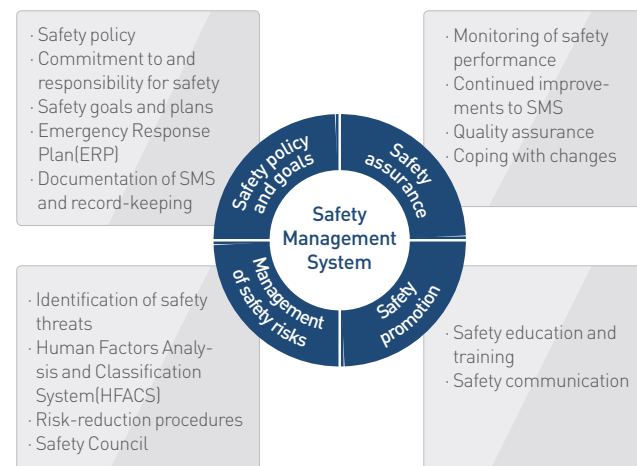 · Safety policy
· Commitment to and
responsibility for safety
· Safety goals and plans
· Emergency Response
Plan(ERP)
· Documentation of SMS
and record-keeping
· Monitoring of safety
performance
· Continued improve-
ments to SMS
· Quality assurance
· Coping with changes
Safety policy
and goals
Safety
assurance
Safety
Management
System
Management
of safety risks
Safety
promotion
· Identification of safety
threats
· Human Factors Analy-
sis and Classification
System(HFACS)
· Risk-reduction procedures
· Safety Council
· Safety education and
training
· Safety communication